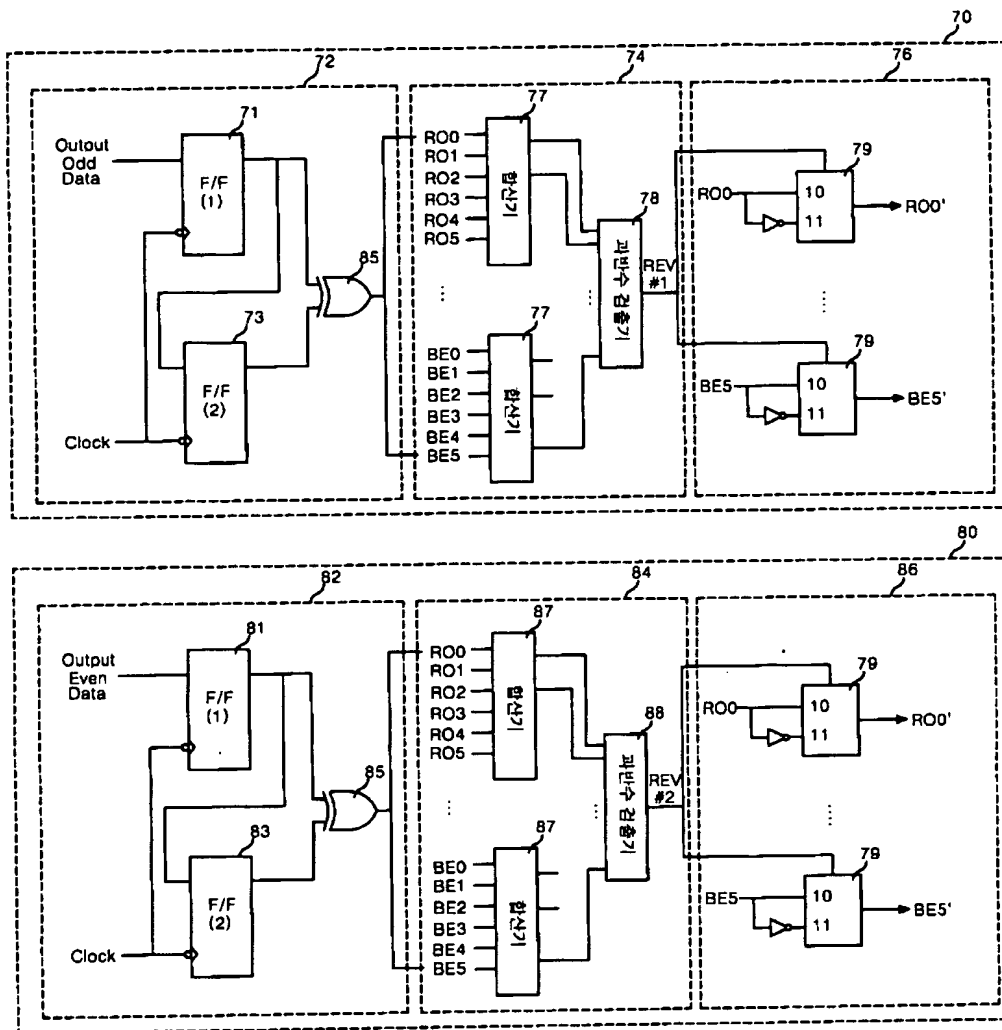 70
72
74
76
71
77
79
Outout
Odd
Data
F/F
(1)
RO0
RO1
RO2
RO3
RO4
RO5
합산기
78
과반수 검출기
REV
#1
RO0
10
11
RO0'
85
73
F/F
(2)
Clock
77
BE0
BE1
BE2
BE3
BE4
BE5
합산기
79
BE5
10
11
BE5'
80
82
84
86
81
87
79
Output
Even
Data
F/F
(1)
RO0
RO1
RO2
RO3
RO4
RO5
합산기
88
과반수 검출기
REV
#2
RO0
10
11
RO0'
85
83
F/F
(2)
Clock
87
BE0
BE1
BE2
BE3
BE4
BE5
합산기
79
BE5
10
11
BE5'